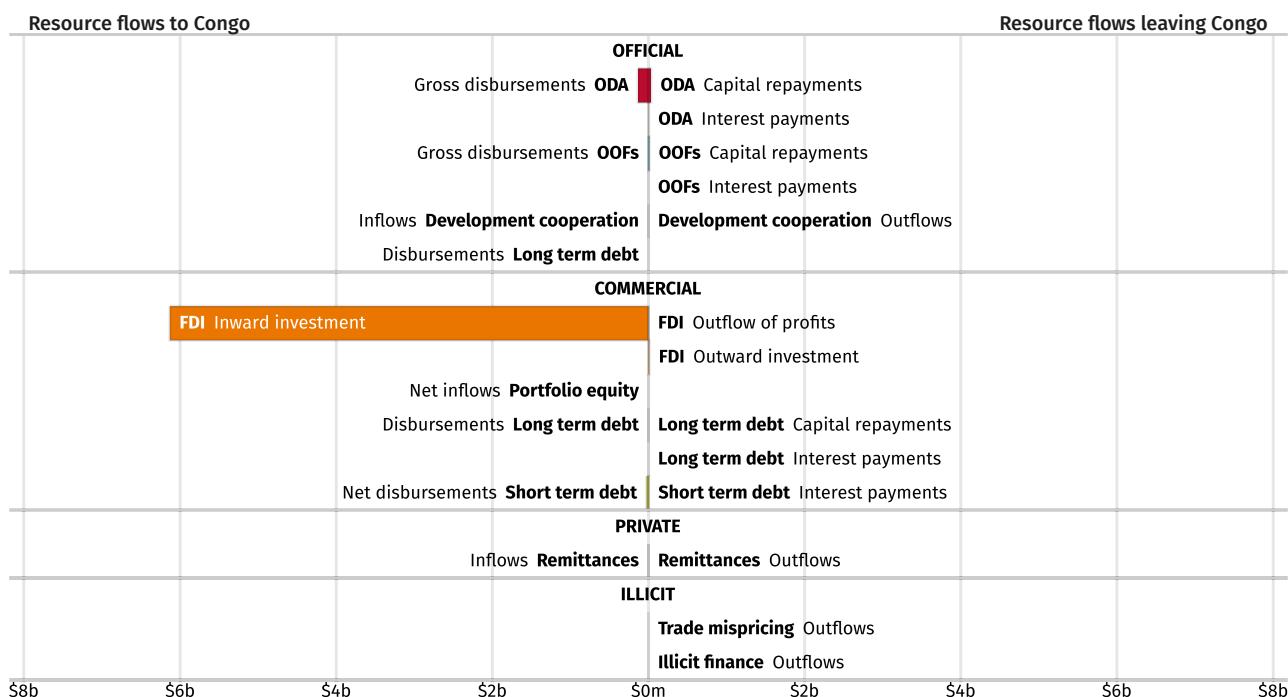 Resource flows to Congo Resource flows leaving Congo
OFFICIAL
Gross disbursements ODA ODA Capital repayments
ODA Interest payments
Gross disbursements OOFs OOFs Capital repayments
OOFs Interest payments
Inflows Development cooperation Development cooperation Outflows
Disbursements Long term debt
COMMERCIAL
FDI Inward investment FDI Outflow of profits
FDI Outward investment
Net inflows Portfolio equity
Disbursements Long term debt Long term debt Capital repayments
Long term debt Interest payments
Net disbursements Short term debt Short term debt Interest payments
PRIVATE
Inflows Remittances Remittances Outflows
ILLICIT
Trade mispricing Outflows
Illicit finance Outflows
$8b $6b $4b $2b $0m $2b $4b $6b $8b